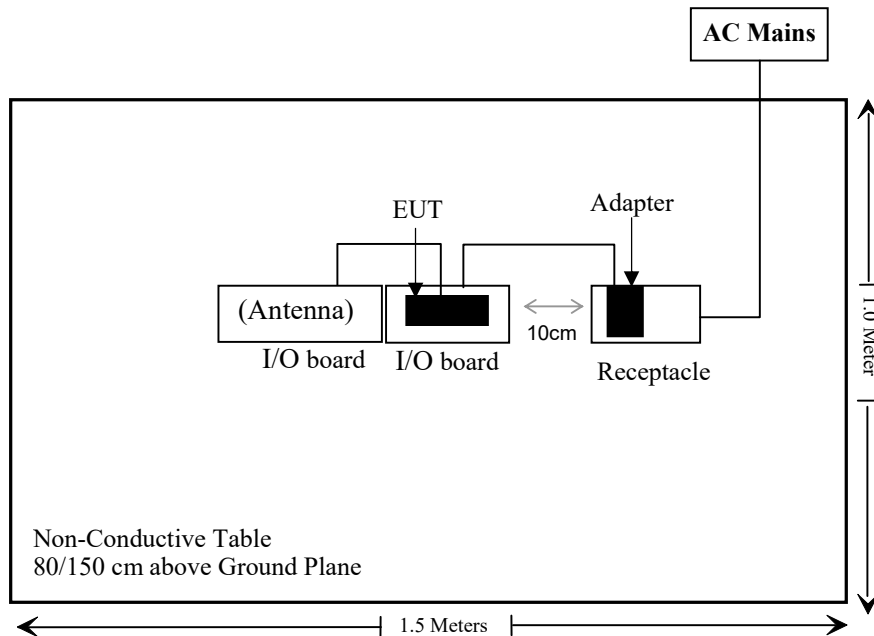 AC Mains
EUT
Adapter
(Antenna)
10cm
I/O board
I/O board
Receptacle
1.0 Meter
Non-Conductive Table
80/150 cm above Ground Plane
1.5 Meters